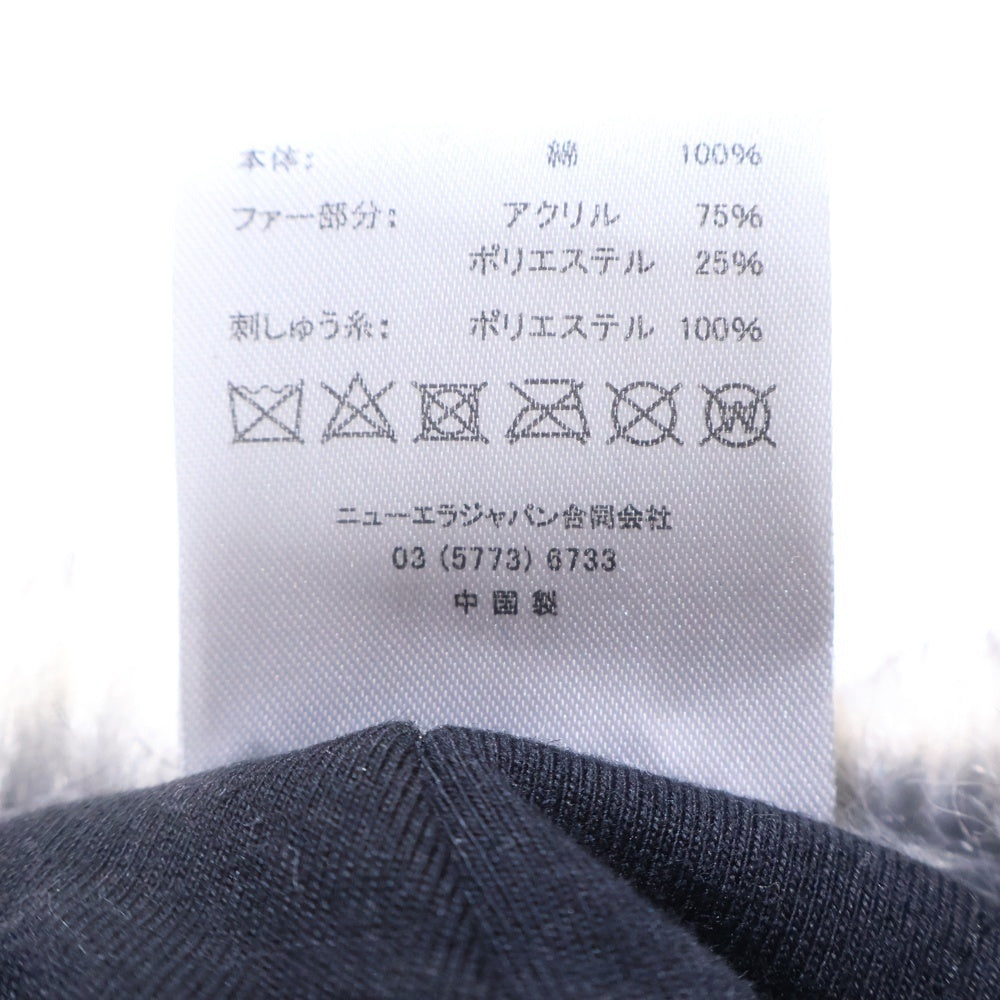 本体: 綿 100%
ファー部分: アクリル 75%
ポリエステル 25%
刺しゅう糸: ポリエステル 100%
W
ニューエラジャパン合同会社
03 (5773) 6733
中国製